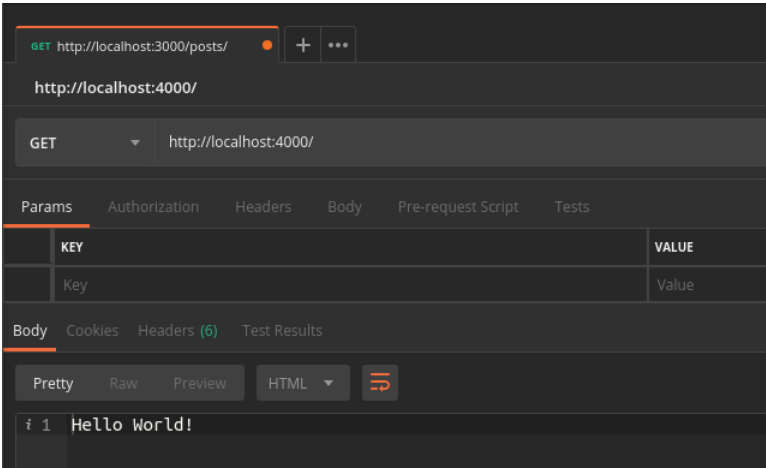 GET http://localhost:3000/posts/
http://localhost:4000/
GET http://localhost:4000/
Params Authorization Headers Body Pre-request Script Tests
KEY VALUE
Key Value
Body Cookies Headers (6) Test Results
Pretty Raw Preview HTML
i 1 Hello World!